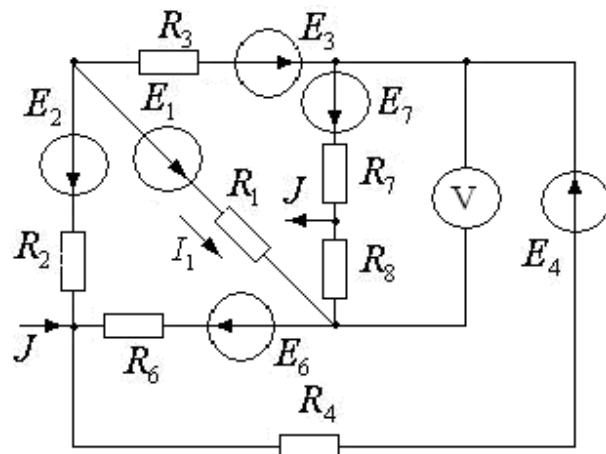 R₃
E₃
E₂
E₁
E₇
R₁
J
R₇
V
R₂
I₁
R₈
E₄
J
R₆
E₆
R₄